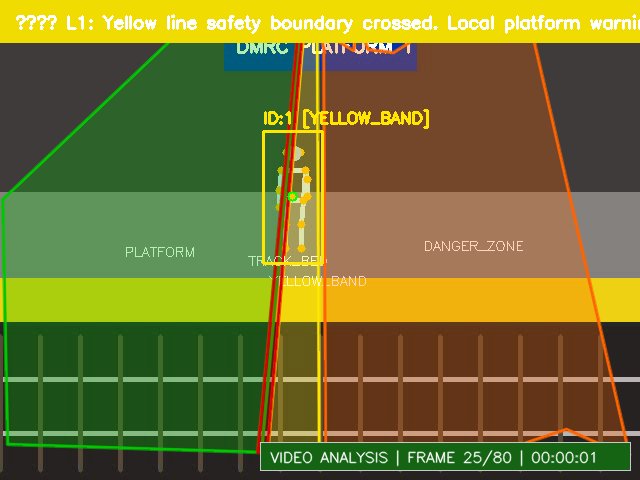 ???? L1: Yellow line safety boundary crossed. Local platform warni
DMRC PLATFORM 1
ID:1 [YELLOW_BAND]
PLATFORM
DANGER_ZONE
TRACK_BED
YELLOW_BAND
VIDEO ANALYSIS | FRAME 25/80 | 00:00:01